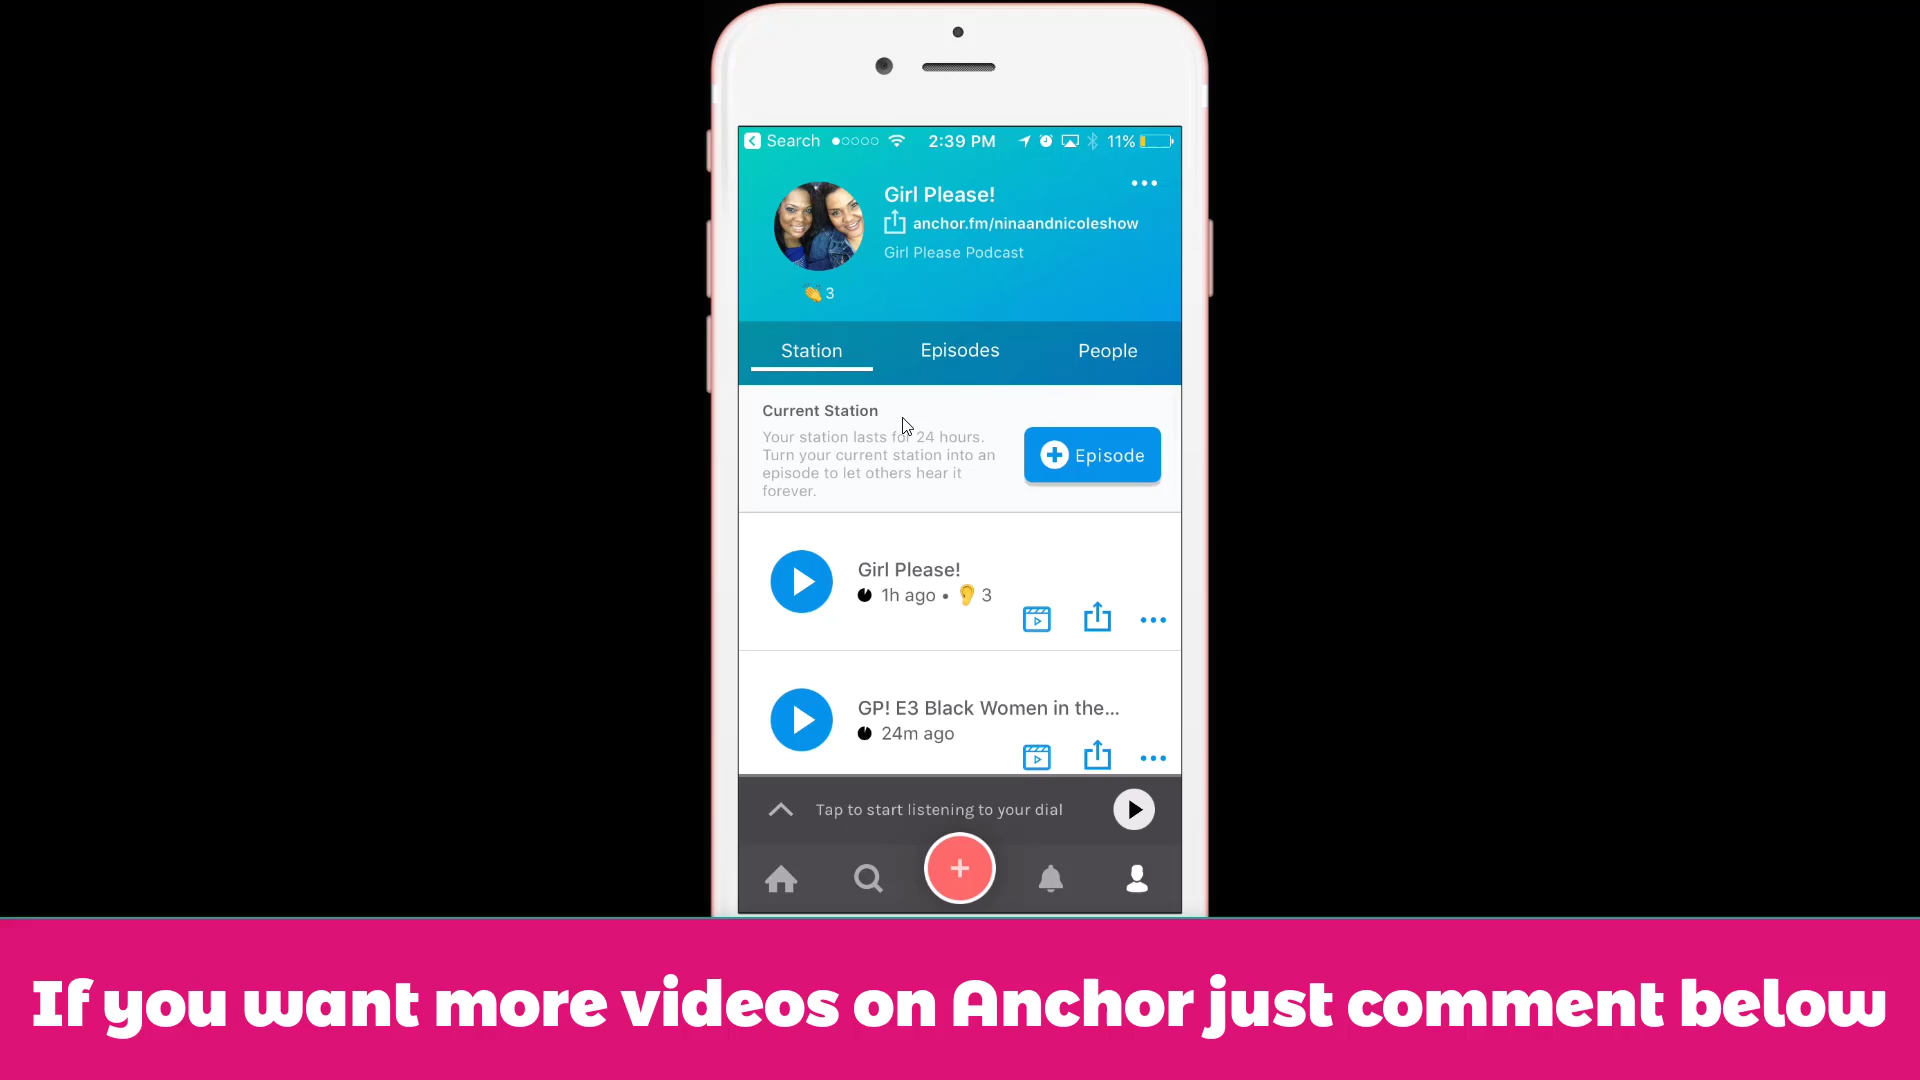 Search 2:39 PM 11%
Girl Please!
anchor.fm/ninaandnicoleshow
Girl Please Podcast
3
Station Episodes People
Current Station
Your station lasts for 24 hours.
Turn your current station into an
episode to let others hear it
forever.
Episode
Girl Please!
1h ago • 3
GP! E3 Black Women in the...
24m ago
Tap to start listening to your dial
If you want more videos on Anchor just comment below